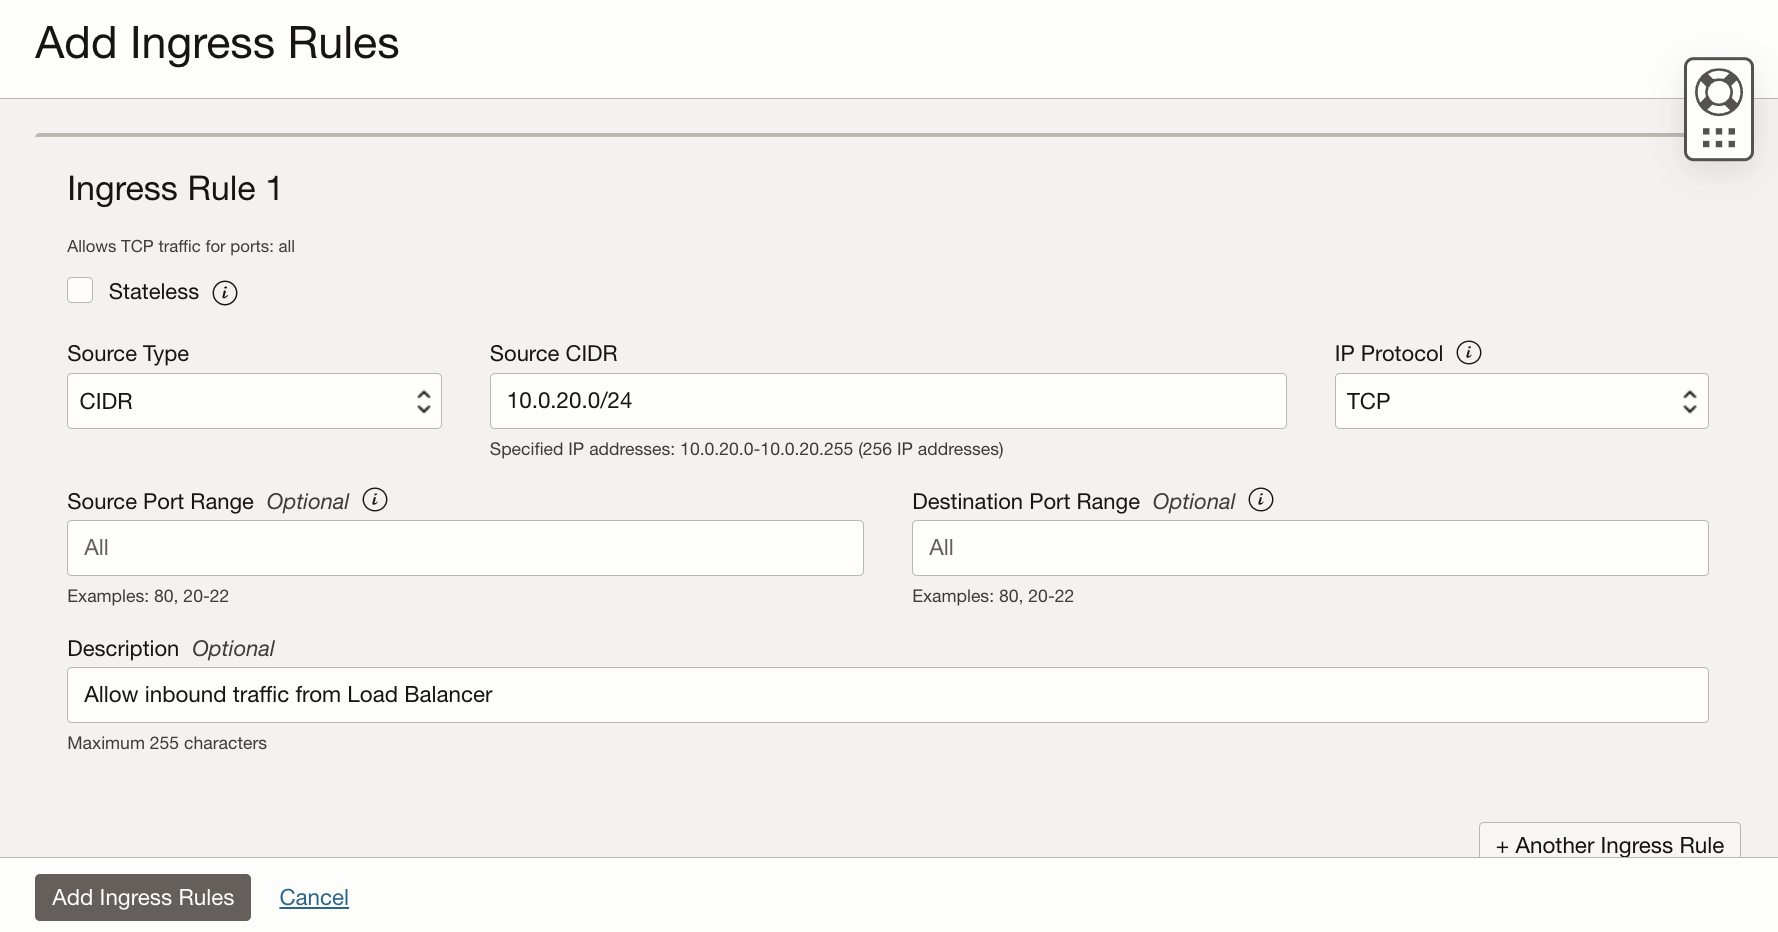 Add Ingress Rules
Ingress Rule 1
Allows TCP traffic for ports: all
Stateless i
Source Type
CIDR
Source CIDR
10.0.20.0/24
Specified IP addresses: 10.0.20.0-10.0.20.255 (256 IP addresses)
IP Protocol i
TCP
Source Port Range Optional i
All
Examples: 80, 20-22
Destination Port Range Optional i
All
Examples: 80, 20-22
Description Optional
Allow inbound traffic from Load Balancer
Maximum 255 characters
+ Another Ingress Rule
Add Ingress Rules
Cancel